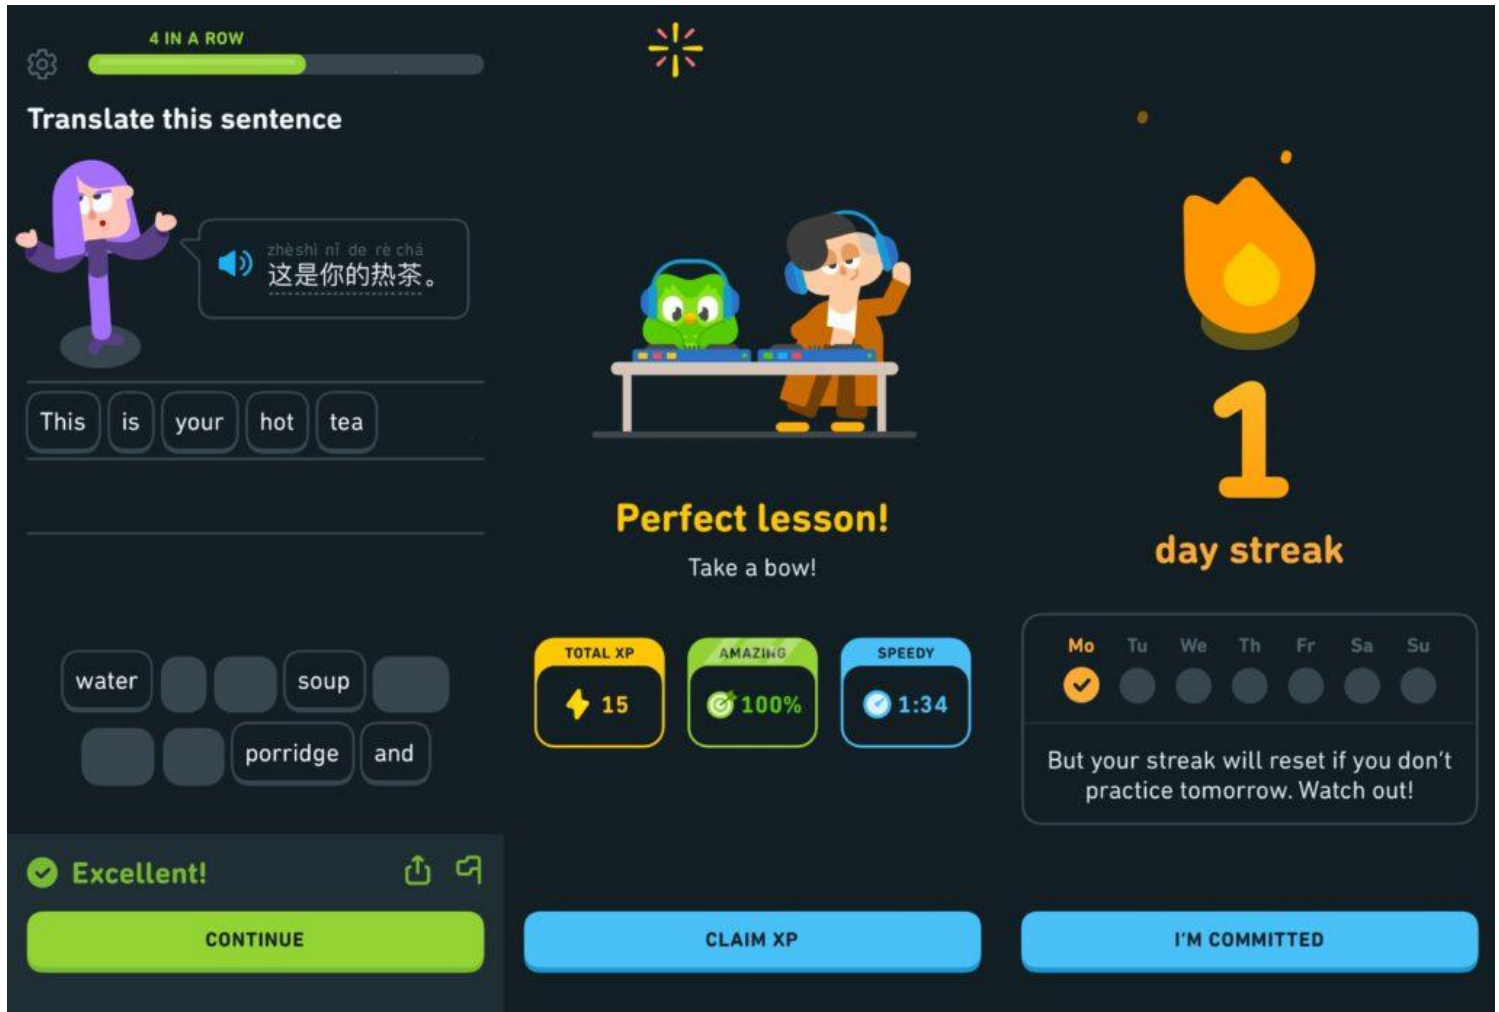 4 IN A ROW
Translate this sentence
zhèshì nǐ de rè chá
这是你的热茶。
This is your hot tea
water soup
porridge and
Excellent!
CONTINUE
Perfect lesson!
Take a bow!
TOTAL XP AMAZING SPEEDY
15 100% 1:34
CLAIM XP
1
day streak
Mo Tu We Th Fr Sa Su
But your streak will reset if you don't
practice tomorrow. Watch out!
I'M COMMITTED